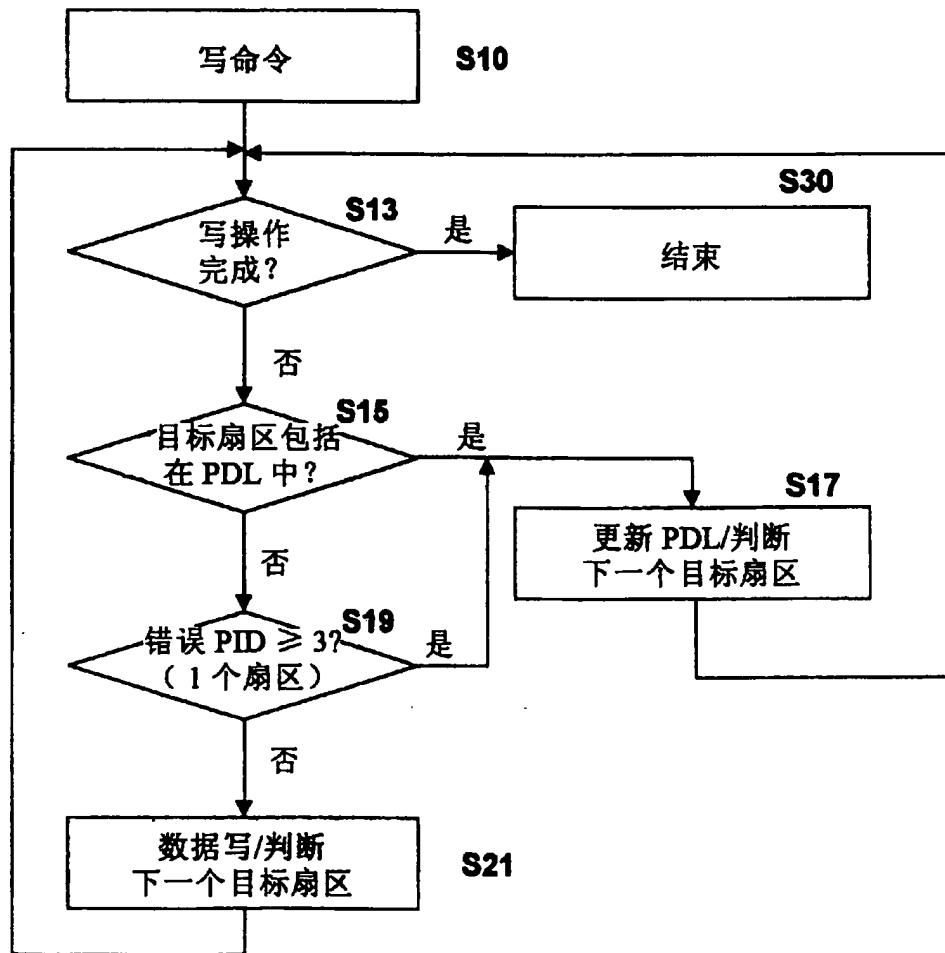 写命令
S10
S30
S13
写操作
完成？
是
结束
否
S15
目标扇区包括
在 PDL 中？
是
S17
更新 PDL/判断
下一个目标扇区
否
S19
错误 PID ≥ 3?
（1 个扇区）
是
否
数据写/判断
下一个目标扇区
S21